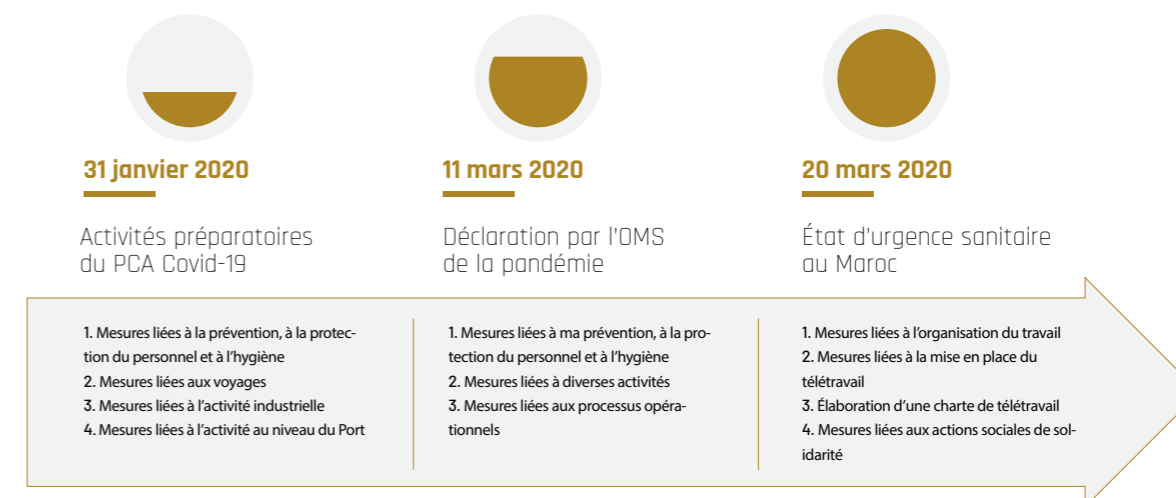 31 janvier 2020
Activités préparatoires
du PCA Covid-19
1. Mesures liées à la prévention, à la protec-
tion du personnel et à l'hygiène
2. Mesures liées aux voyages
3. Mesures liées à l'activité industrielle
4. Mesures liées à l'activité au niveau du Port
11 mars 2020
Déclaration par l'OMS
de la pandémie
1. Mesures liées à ma prévention, à la pro-
tection du personnel et à l'hygiène
2. Mesures liées à diverses activités
3. Mesures liées aux processus opéra-
tionnels
20 mars 2020
État d'urgence sanitaire
au Maroc
1. Mesures liées à l'organisation du travail
2. Mesures liées à la mise en place du
télétravail
3. Élaboration d'une charte de télétravail
4. Mesures liées aux actions sociales de sol-
idarité